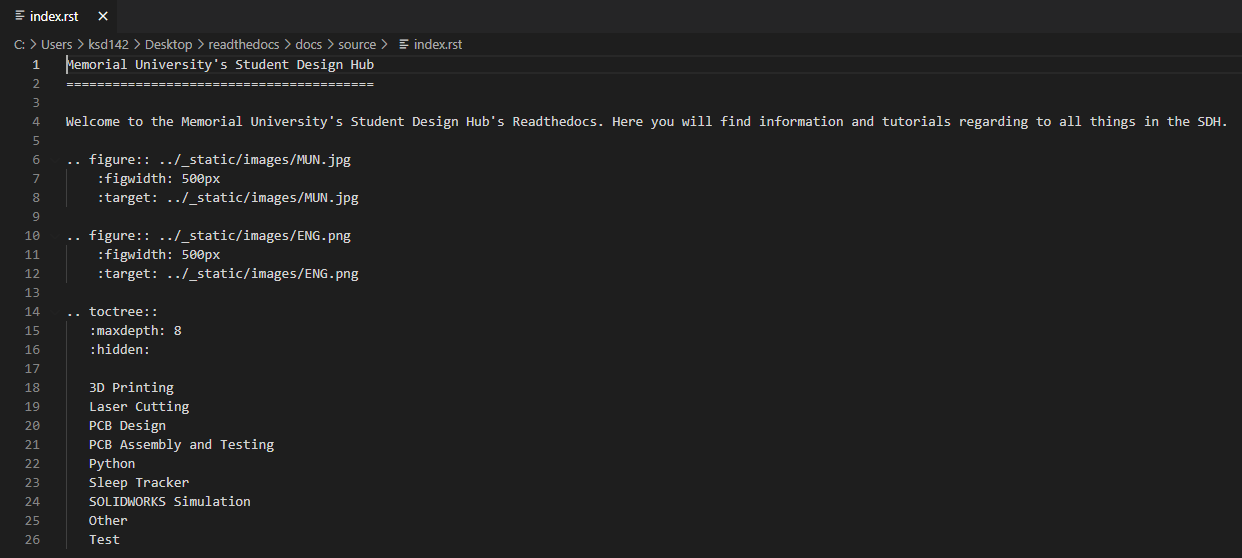 index.rst
C: > Users > ksd142 > Desktop > readthedocs > docs > source > index.rst
1 Memorial University's Student Design Hub
2 ========================================
3
4 Welcome to the Memorial University's Student Design Hub's Readthedocs. Here you will find information and tutorials regarding to all things in the SDH.
5
6 .. figure:: ../_static/images/MUN.jpg
7     :figwidth: 500px
8     :target: ../_static/images/MUN.jpg
9
10 .. figure:: ../_static/images/ENG.png
11     :figwidth: 500px
12     :target: ../_static/images/ENG.png
13
14 .. toctree::
15    :maxdepth: 8
16    :hidden:
17
18    3D Printing
19    Laser Cutting
20    PCB Design
21    PCB Assembly and Testing
22    Python
23    Sleep Tracker
24    SOLIDWORKS Simulation
25    Other
26    Test